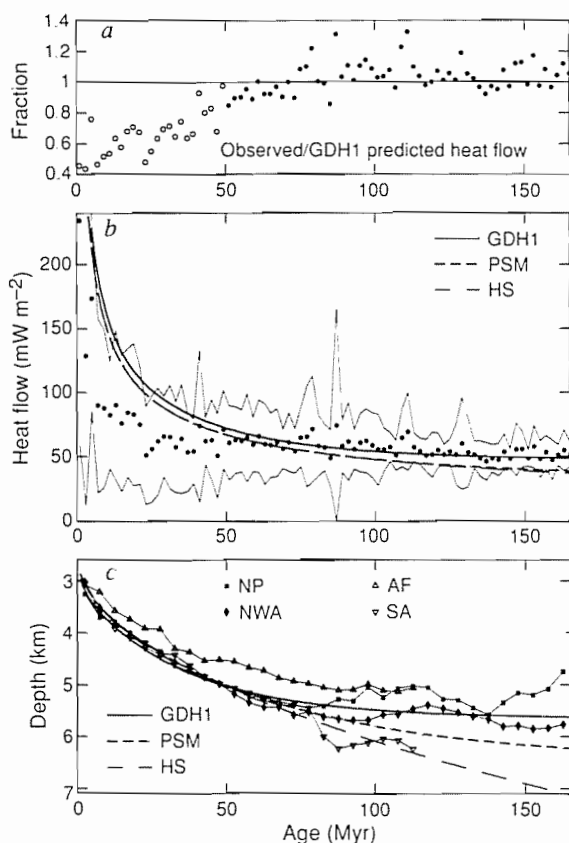 a
Fraction
1.4
1.2
1
0.8
0.6
0.4
Observed/GDH1 predicted heat flow
0
50
100
150
b
Heat flow (mW m⁻²)
200
150
100
50
0
GDH1
PSM
HS
0
50
100
150
c
Depth (km)
3
4
5
6
7
NP
NWA
AF
SA
GDH1
PSM
HS
0
50
100
150
Age (Myr)